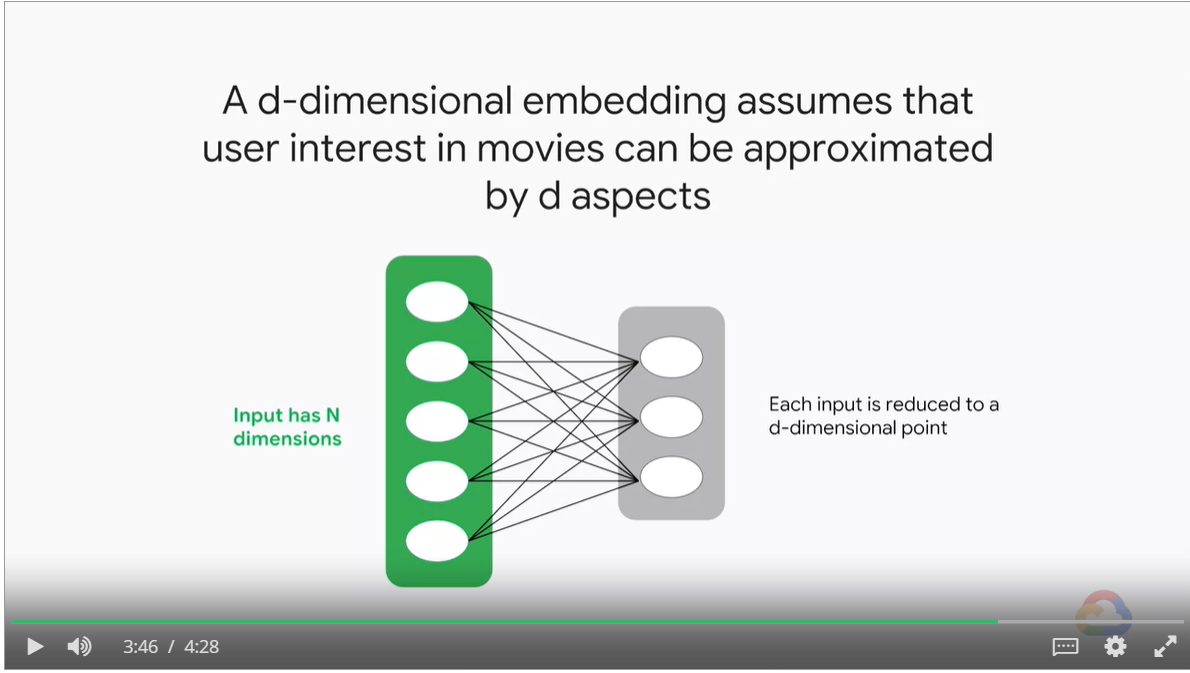 A d-dimensional embedding assumes that
user interest in movies can be approximated
by d aspects
Input has N
dimensions
Each input is reduced to a
d-dimensional point
3:46 / 4:28